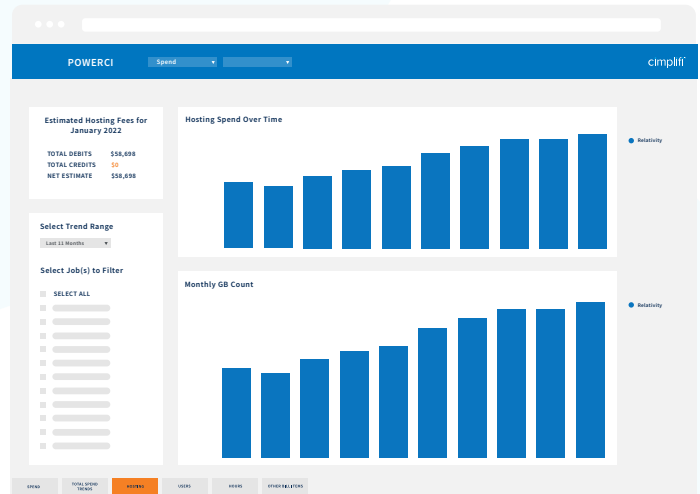 POWERCI
Spend
cimplifi
Estimated Hosting Fees for
January 2022
TOTAL DEBITS $58,698
TOTAL CREDITS $0
NET ESTIMATE $58,698
Hosting Spend Over Time
Relativity
Select Trend Range
Last 11 Months
Select Job(s) to Filter
SELECT ALL
Monthly GB Count
Relativity
SPEND
TOTAL SPEND
TRENDS
HOSTING
USERS
HOURS
OTHER BILL ITEMS